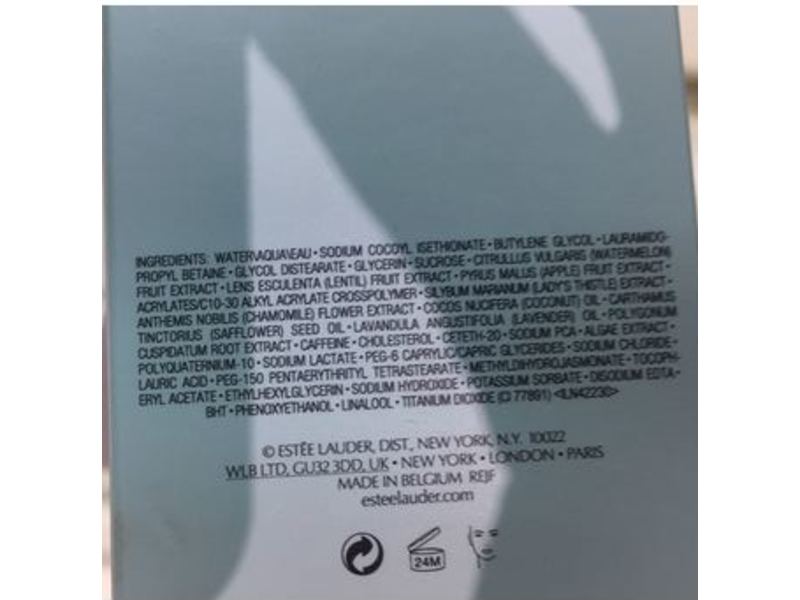 INGREDIENTS: WATER\AQUA\EAU • SODIUM COCOYL ISETHIONATE • BUTYLENE GLYCOL • LAURAMIDO-
PROPYL BETAINE • GLYCOL DISTEARATE • GLYCERIN • SUCROSE • CITRULLUS VULGARIS (WATERMELON)
FRUIT EXTRACT • LENS ESCULENTA (LENTIL) FRUIT EXTRACT • PYRUS MALUS (APPLE) FRUIT EXTRACT •
ACRYLATES/C10-30 ALKYL ACRYLATE CROSSPOLYMER • SILYBUM MARIANUM (LADY'S THISTLE) EXTRACT •
ANTHEMIS NOBILIS (CHAMOMILE) FLOWER EXTRACT • COCOS NUCIFERA (COCONUT) OIL • CARTHAMUS
TINCTORIUS (SAFFLOWER) SEED OIL • LAVANDULA ANGUSTIFOLIA (LAVENDER) OIL • POLYGONUM
CUSPIDATUM ROOT EXTRACT • CAFFEINE • CHOLESTEROL • CETETH-20 • SODIUM PCA • ALGAE EXTRACT •
POLYQUATERNIUM-10 • SODIUM LACTATE • PEG-6 CAPRYLIC/CAPRIC GLYCERIDES • SODIUM CHLORIDE •
LAURIC ACID • PEG-150 PENTAERYTHRITYL TETRASTEARATE • METHYLDIHYDROJASMONATE • TOCOPH-
ERYL ACETATE • ETHYLHEXYLGLYCERIN • SODIUM HYDROXIDE • POTASSIUM SORBATE • DISODIUM EDTA •
BHT • PHENOXYETHANOL • LINALOOL • TITANIUM DIOXIDE (CI 77891) <ILN42230>
© ESTĒE LAUDER, DIST., NEW YORK, N.Y. 10022
WLB LTD, GU32 3DD, UK • NEW YORK • LONDON • PARIS
MADE IN BELGIUM REJF
esteelauder.com
24M